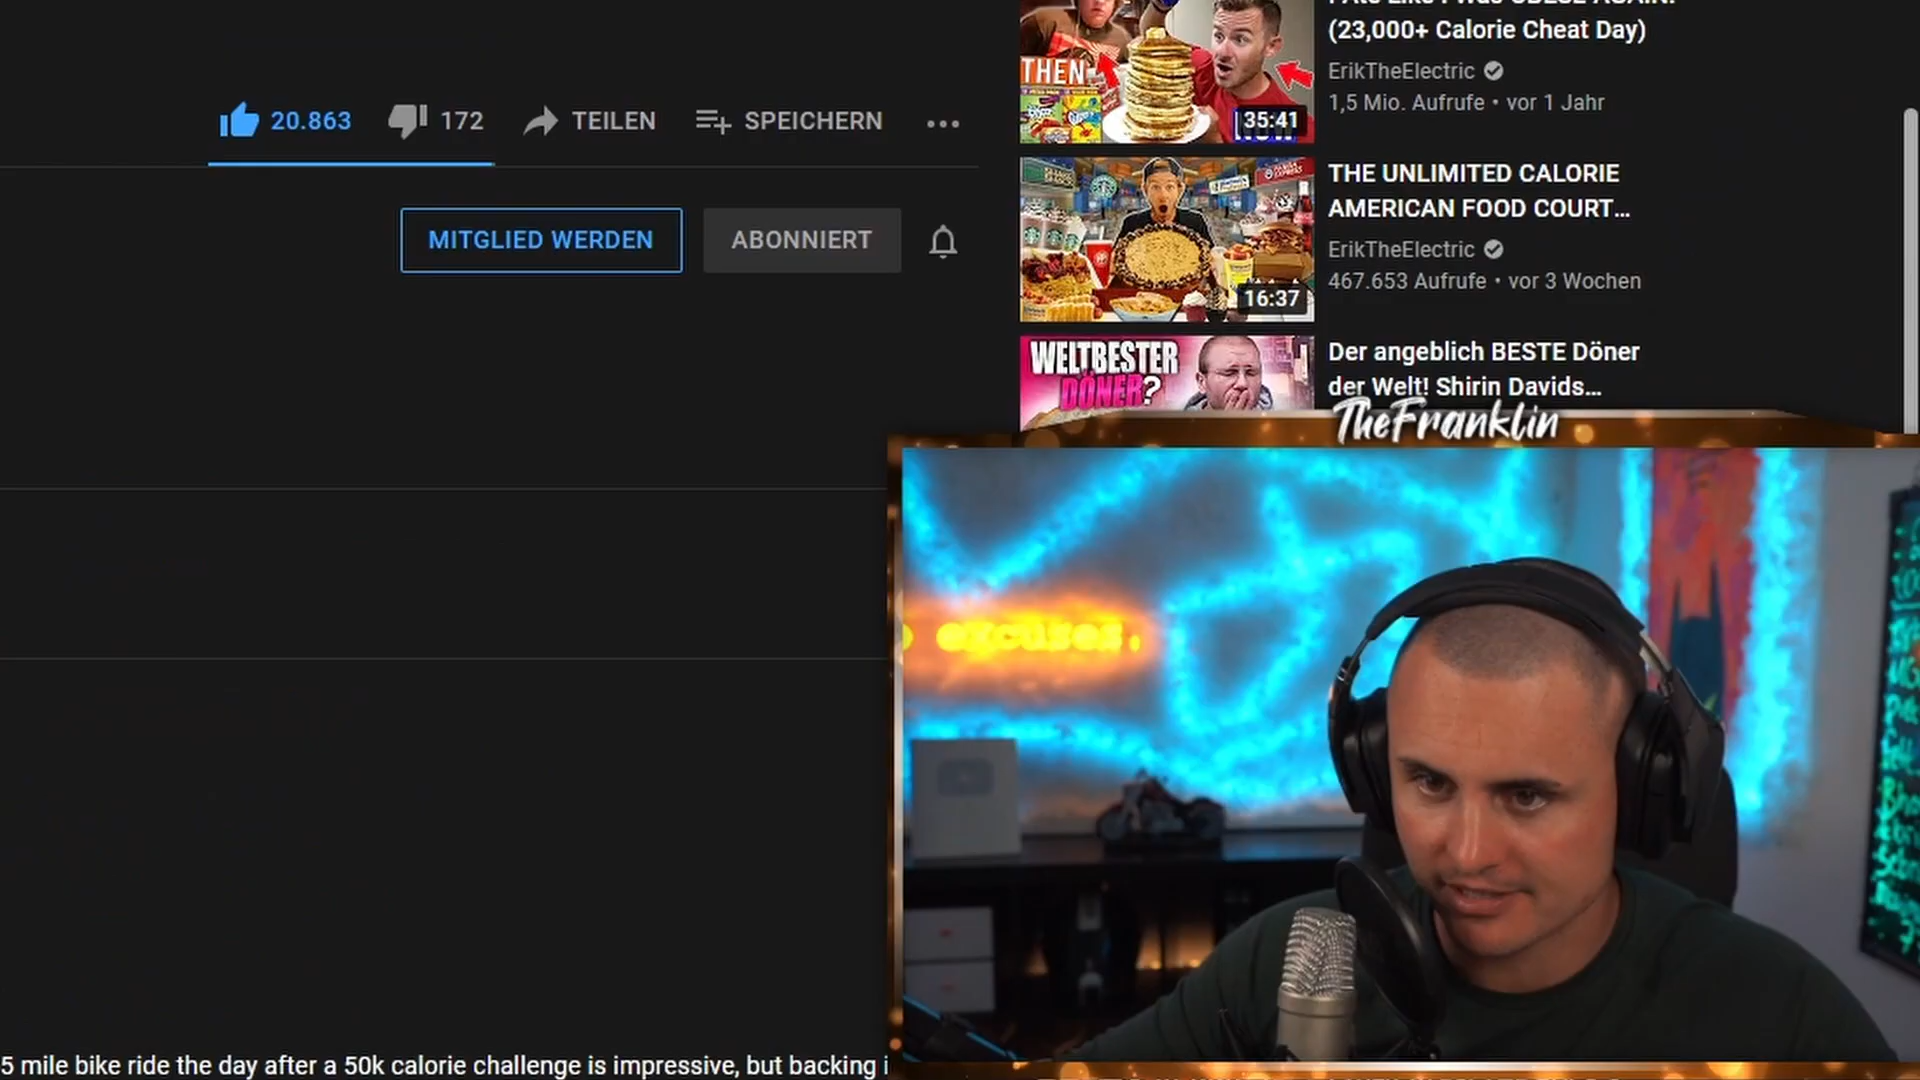 (23,000+ Calorie Cheat Day)
ErikTheElectric
1,5 Mio. Aufrufe • vor 1 Jahr
THEN
35:41
20.863
172
TEILEN
SPEICHERN
THE UNLIMITED CALORIE
AMERICAN FOOD COURT...
ErikTheElectric
467.653 Aufrufe • vor 3 Wochen
16:37
MITGLIED WERDEN
ABONNIERT
WELTBESTER
DÖNER?
Der angeblich BESTE Döner
der Welt! Shirin Davids...
TheFranklin
excuses.
5 mile bike ride the day after a 50k calorie challenge is impressive, but backing i